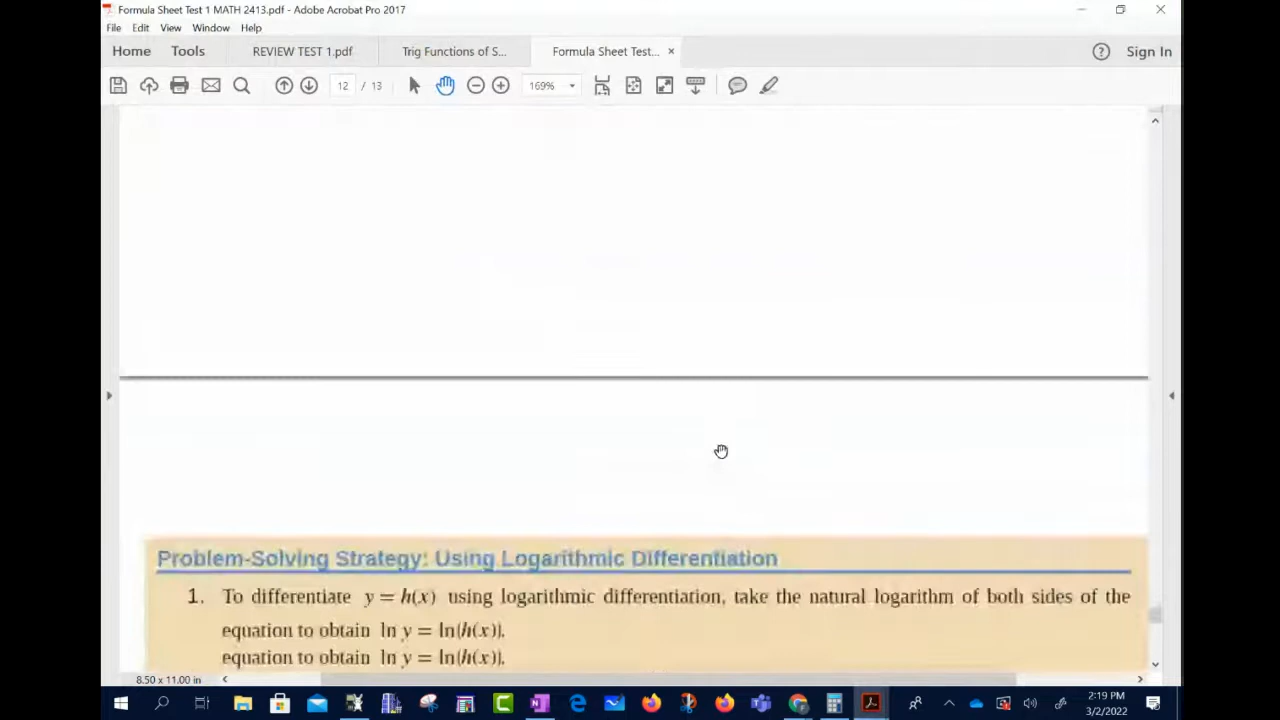 Formula Sheet Test 1 MATH 2413.pdf - Adobe Acrobat Pro 2017
File Edit View Window Help
Home Tools REVIEW TEST 1.pdf Trig Functions of S... Formula Sheet Test... × Sign In
12 / 13 169%
Problem-Solving Strategy: Using Logarithmic Differentiation
1. To differentiate y = h(x) using logarithmic differentiation, take the natural logarithm of both sides of the
equation to obtain ln y = ln(h(x)).
equation to obtain ln y = ln(h(x)).
8.50 x 11.00 in
2:19 PM
3/2/2022